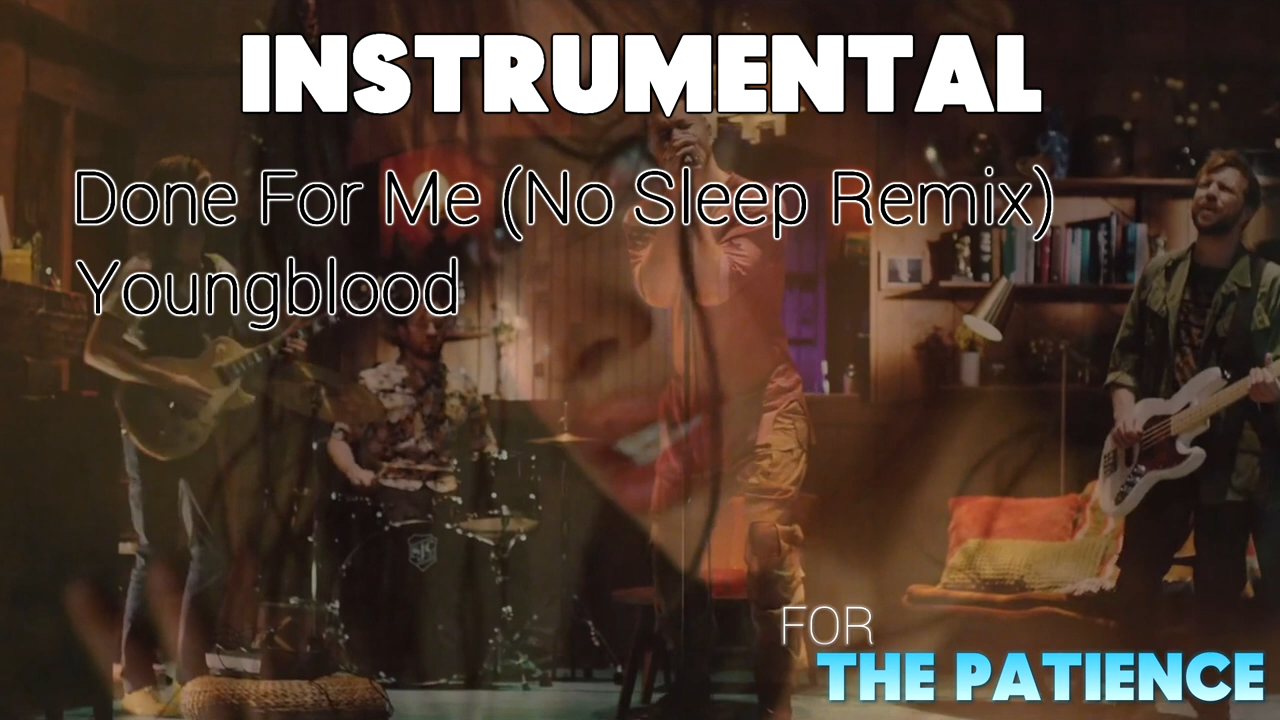 INSTRUMENTAL
Done For Me (No Sleep Remix)
Youngblood
FOR
THE PATIENCE